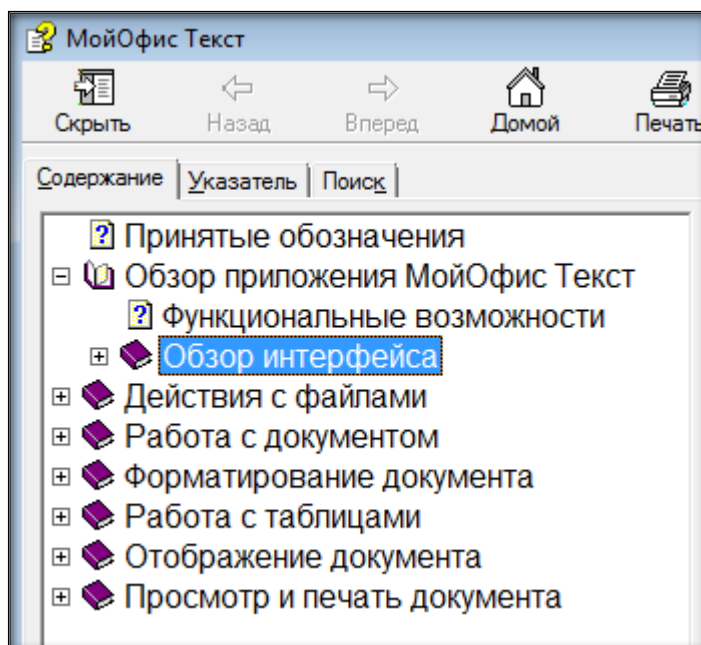 МойОфис Текст
Скрыть Назад Вперед Домой Печать
Содержание Указатель Поиск
Принятые обозначения
Обзор приложения МойОфис Текст
Функциональные возможности
Обзор интерфейса
Действия с файлами
Работа с документом
Форматирование документа
Работа с таблицами
Отображение документа
Просмотр и печать документа